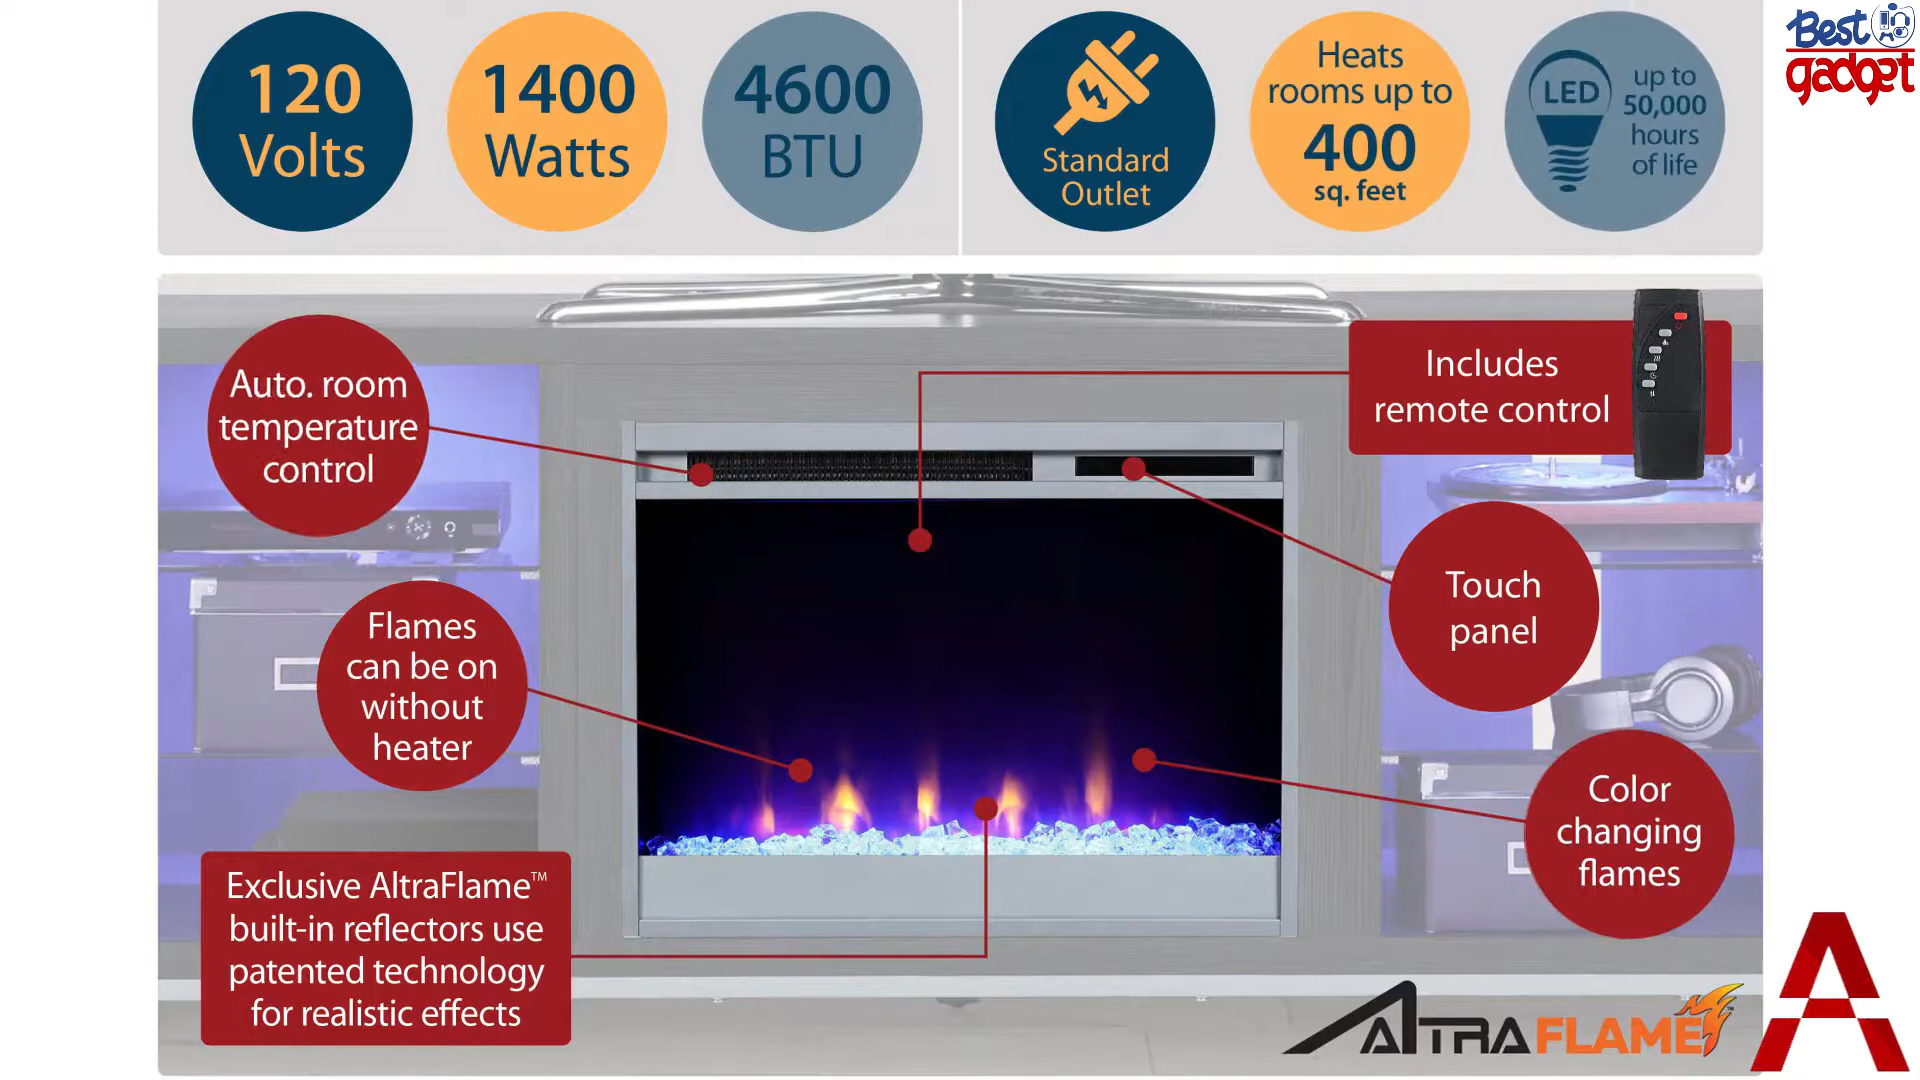 120
Volts
1400
Watts
4600
BTU
Standard
Outlet
Heats
rooms up to
400
sq. feet
LED
up to
50,000
hours
of life
Best
gadget
Auto. room
temperature
control
Includes
remote control
Touch
panel
Flames
can be on
without
heater
Color
changing
flames
Exclusive AltraFlame™
built-in reflectors use
patented technology
for realistic effects
ALTRAFLAME™
A